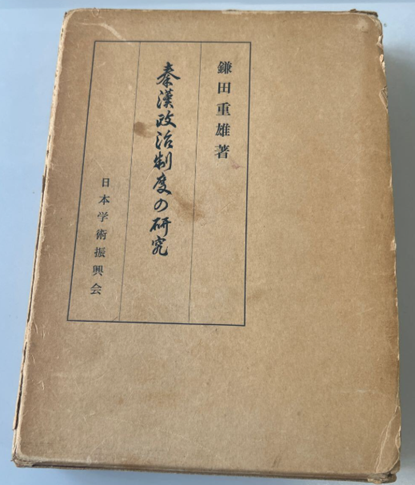 鎌田重雄著
秦漢政治制度の研究
日本学術振興会